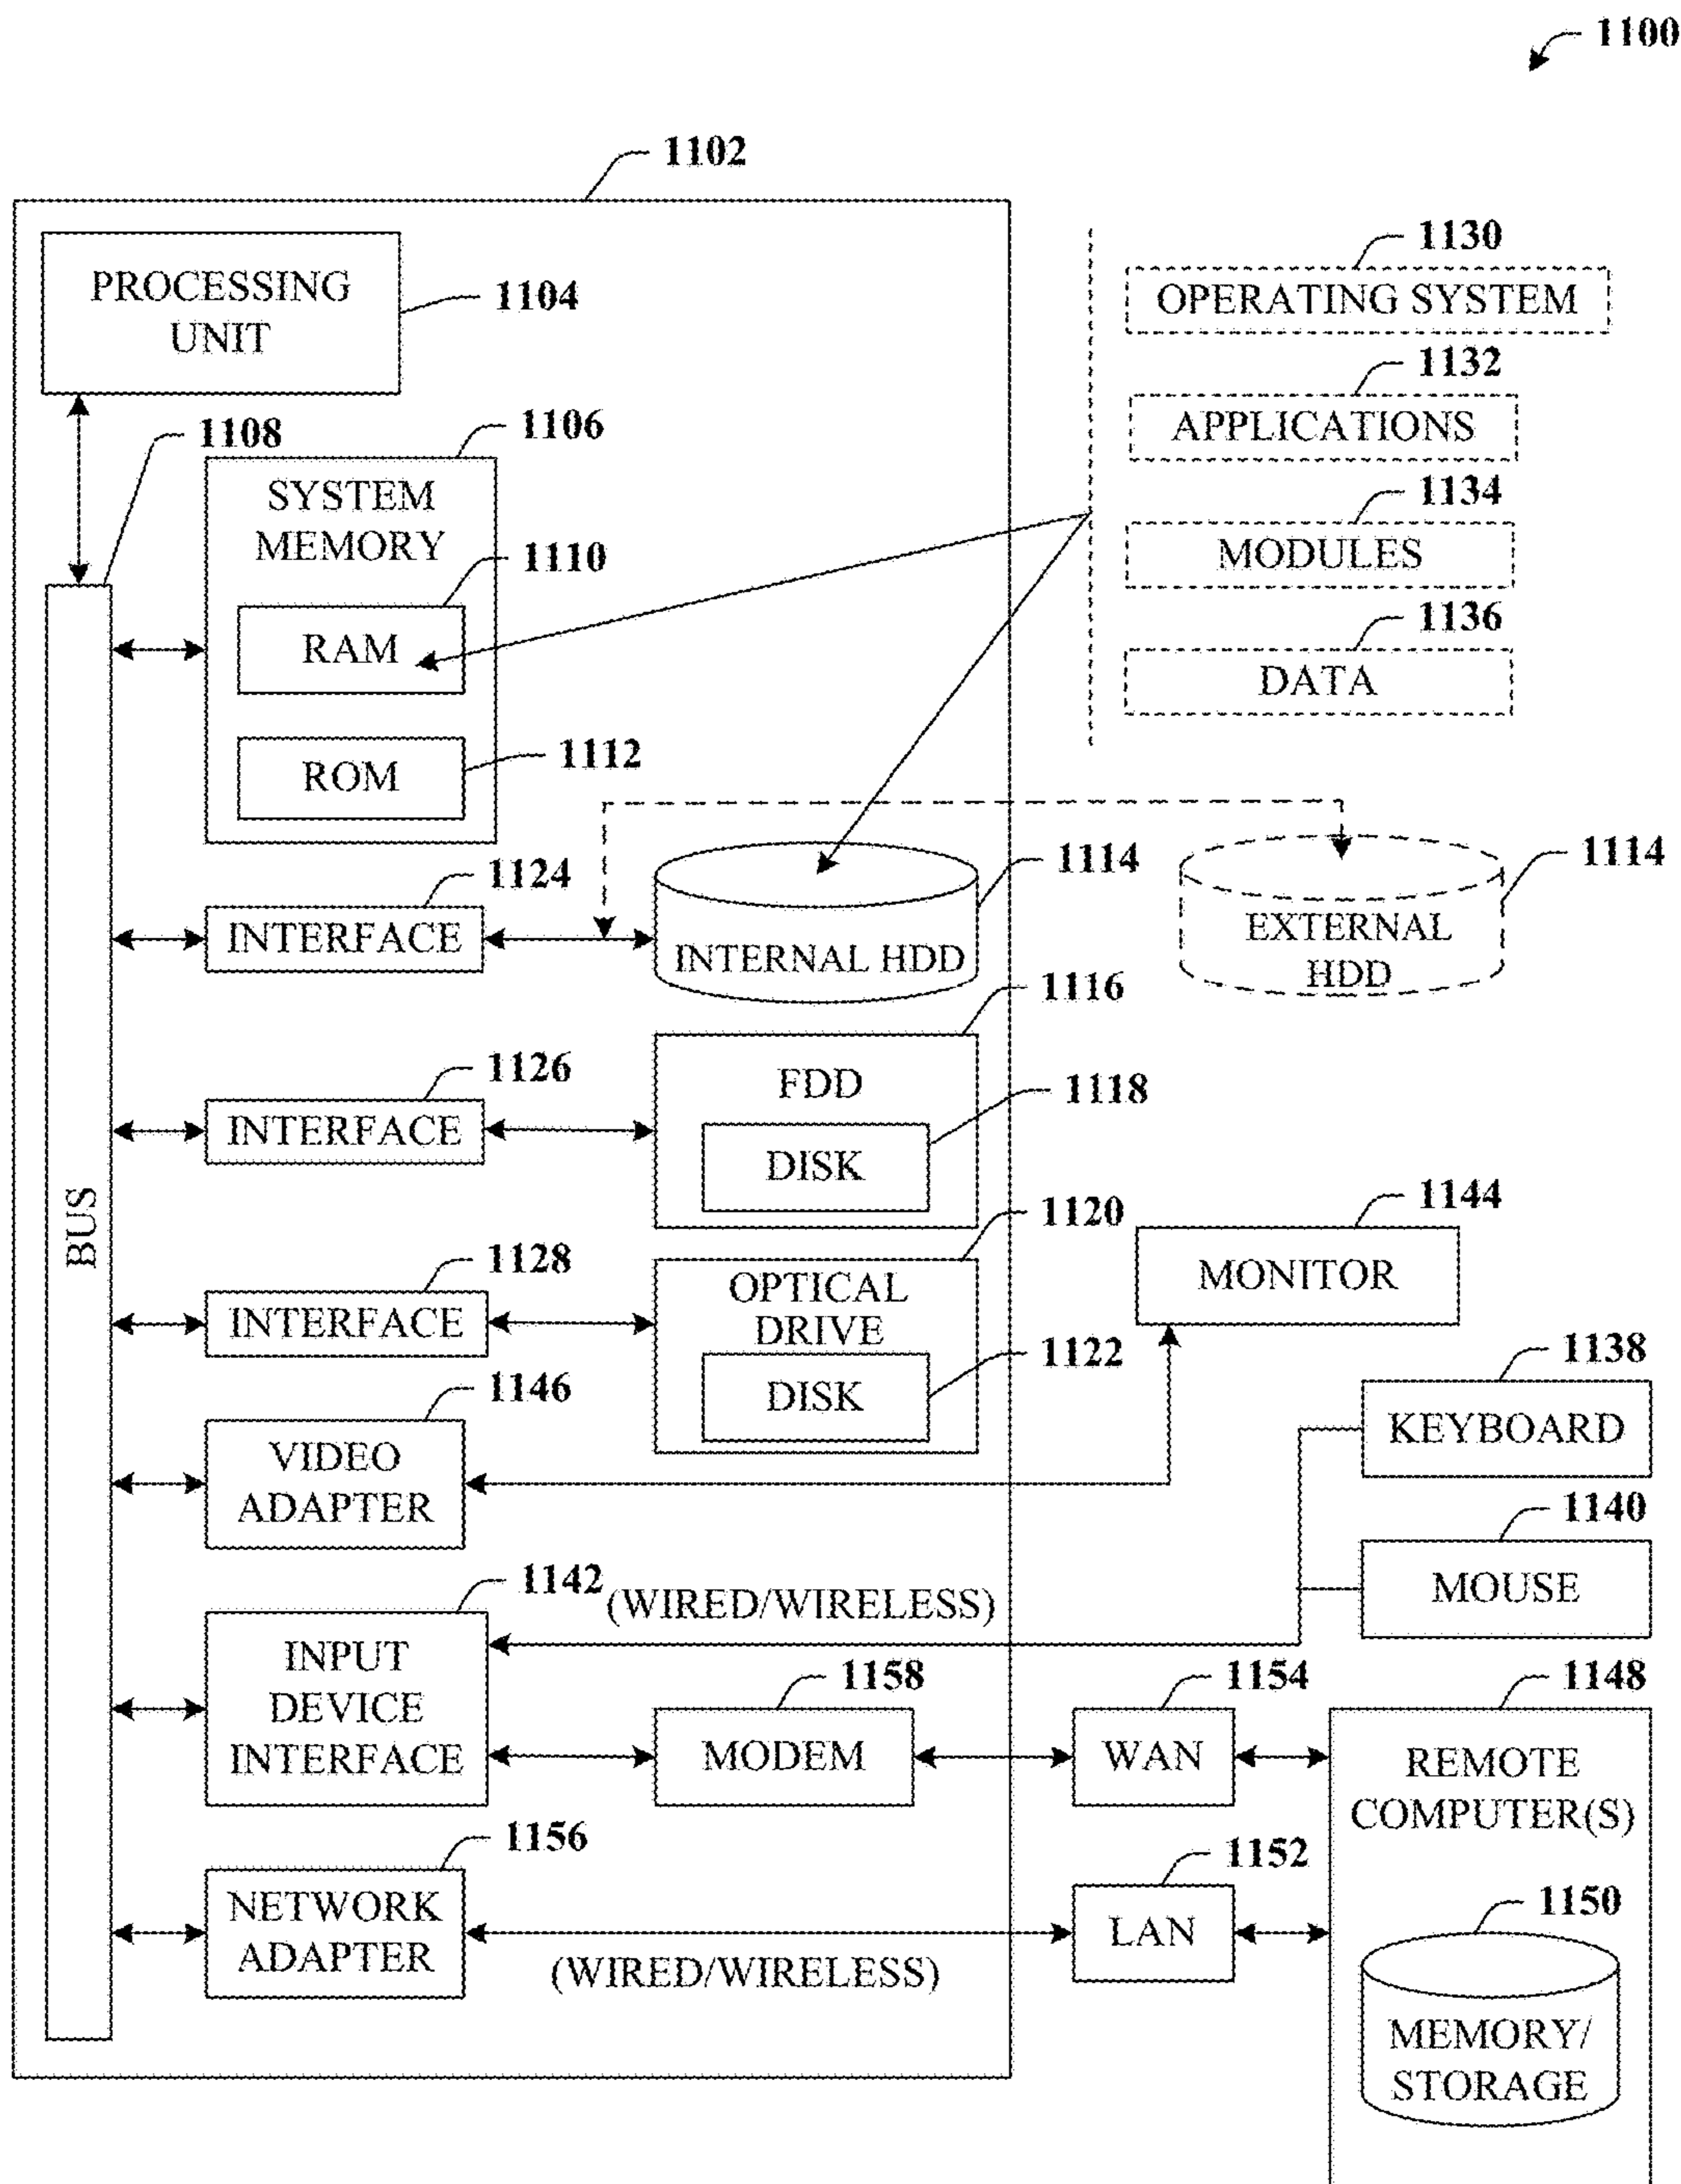 1100
1102
PROCESSING
UNIT
1104
1130
OPERATING SYSTEM
1132
APPLICATIONS
1134
MODULES
1136
DATA
1108
1106
SYSTEM
MEMORY
1110
RAM
1112
ROM
BUS
1124
INTERFACE
1114
INTERNAL HDD
1114
EXTERNAL
HDD
1126
INTERFACE
1116
FDD
1118
DISK
1128
INTERFACE
1120
OPTICAL
DRIVE
1122
DISK
1144
MONITOR
1146
VIDEO
ADAPTER
1138
KEYBOARD
1140
MOUSE
1142
(WIRED/WIRELESS)
INPUT
DEVICE
INTERFACE
1158
MODEM
1154
WAN
1148
REMOTE
COMPUTER(S)
1156
NETWORK
ADAPTER
(WIRED/WIRELESS)
1152
LAN
1150
MEMORY/
STORAGE